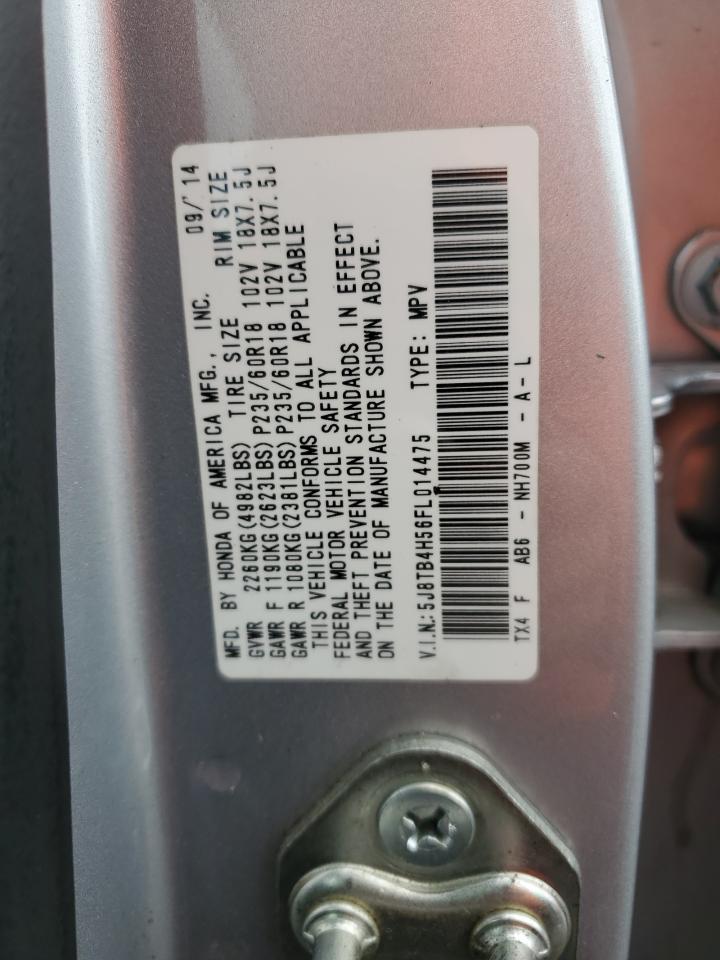 MFD. BY HONDA OF AMERICA MFG., INC. 09/'14
GVWR 2260KG(4982LBS) TIRE SIZE RIM SIZE
GAWR F 1190KG(2623LBS) P235/60R18 102V 18X7.5J
GAWR R 1080KG(2381LBS) P235/60R18 102V 18X7.5J
THIS VEHICLE CONFORMS TO ALL APPLICABLE
FEDERAL MOTOR VEHICLE SAFETY
AND THEFT PREVENTION STANDARDS IN EFFECT
ON THE DATE OF MANUFACTURE SHOWN ABOVE.
V.I.N.: 5J8TB4H56FL014475 TYPE: MPV
TX4 F AB6 - NH700M - A - L